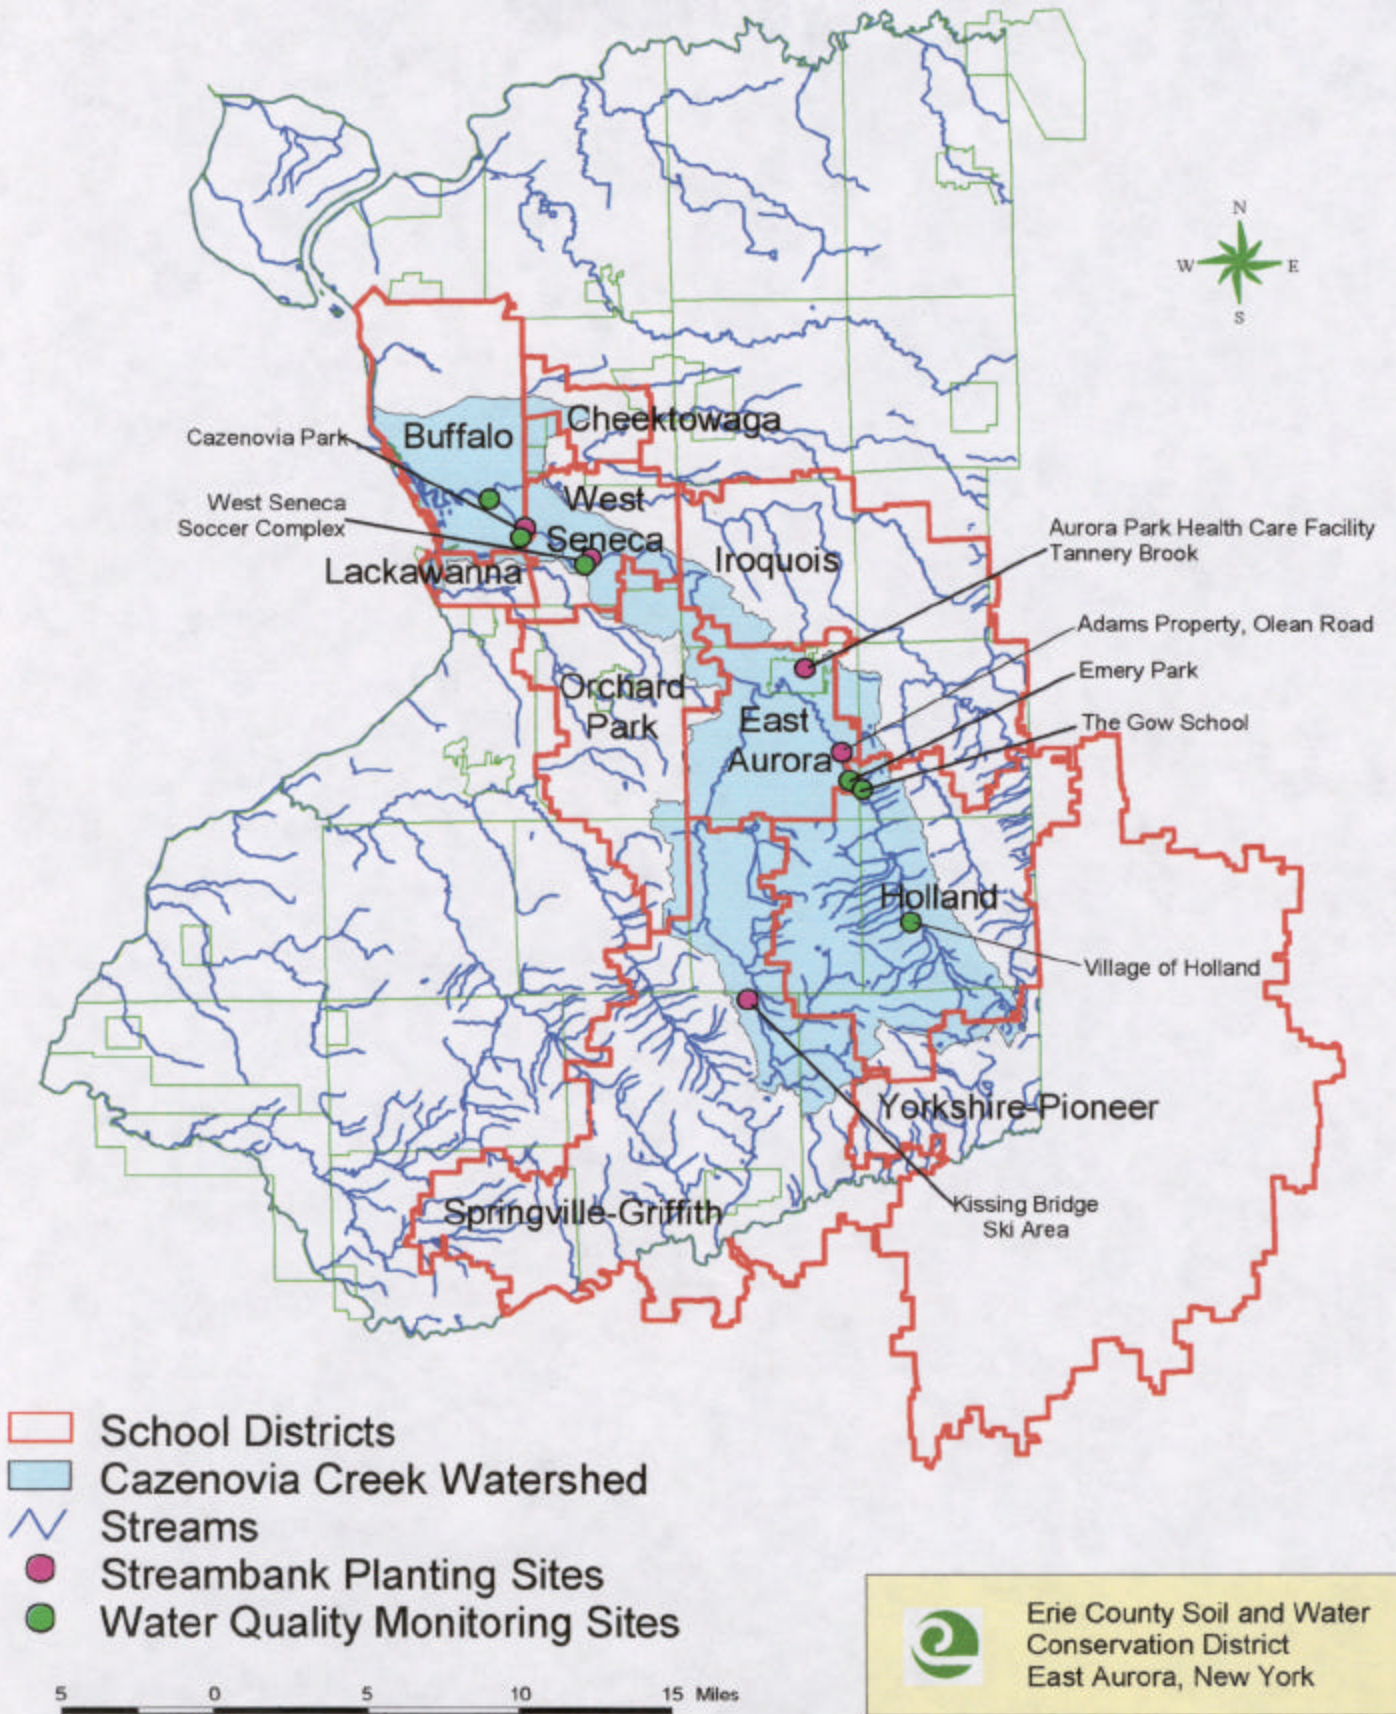 N
W E
S
Cheektowaga
Buffalo
Cazenovia Park
West
Seneca
West Seneca
Soccer Complex
Lackawanna
Iroquois
Aurora Park Health Care Facility
Tannery Brook
Adams Property, Olean Road
Emery Park
The Gow School
Orchard
Park
East
Aurora
Holland
Village of Holland
Yorkshire-Pioneer
Springville-Griffith
Kissing Bridge
Ski Area
School Districts
Cazenovia Creek Watershed
Streams
Streambank Planting Sites
Water Quality Monitoring Sites
5 0 5 10 15 Miles
Erie County Soil and Water
Conservation District
East Aurora, New York